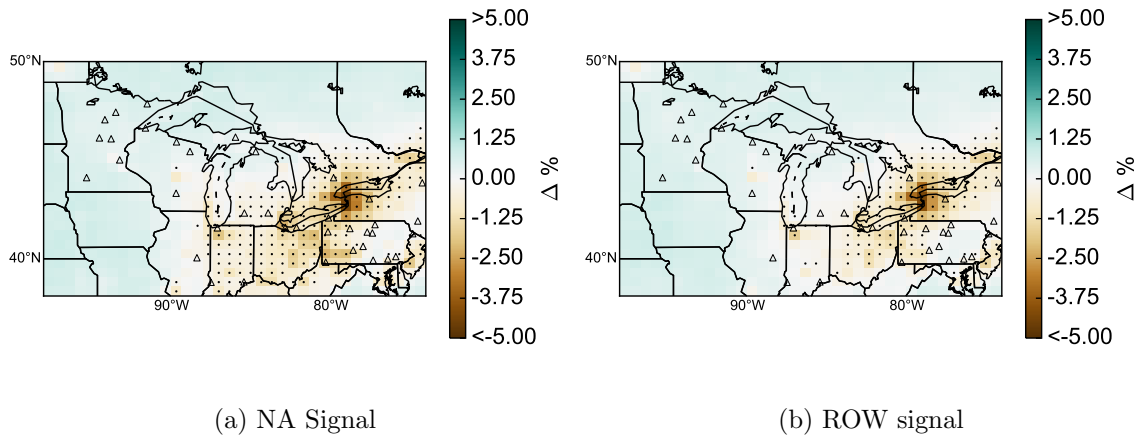 >5.00
3.75
2.50
1.25
0.00
-1.25
-2.50
-3.75
<-5.00
Δ %
50°N
40°N
90°W
80°W
>5.00
3.75
2.50
1.25
0.00
-1.25
-2.50
-3.75
<-5.00
Δ %
50°N
40°N
90°W
80°W
(a) NA Signal
(b) ROW signal